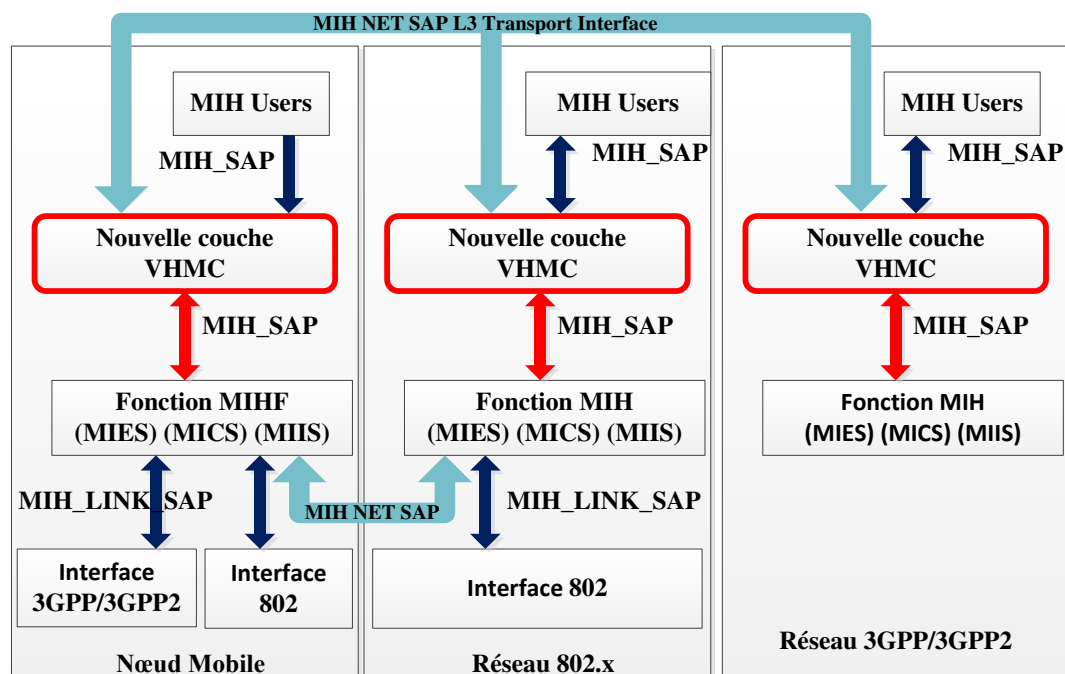 MIH NET SAP L3 Transport Interface
MIH Users
MIH_SAP
Nouvelle couche
VHMC
MIH_SAP
Fonction MIHF
(MIES) (MICS) (MIIS)
MIH_LINK_SAP
Interface
3GPP/3GPP2
Interface
802
Nœud Mobile
MIH NET SAP
MIH Users
MIH_SAP
Nouvelle couche
VHMC
MIH_SAP
Fonction MIH
(MIES) (MICS) (MIIS)
MIH_LINK_SAP
Interface 802
Réseau 802.x
MIH Users
MIH_SAP
Nouvelle couche
VHMC
MIH_SAP
Fonction MIH
(MIES) (MICS) (MIIS)
Réseau 3GPP/3GPP2